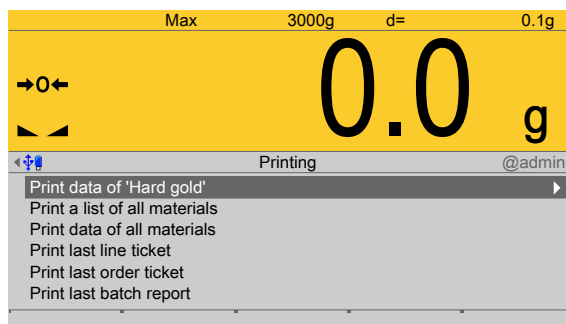 Max 3000g d= 0.1g
→0←
0.0 g
Printing @admin
Print data of 'Hard gold'
Print a list of all materials
Print data of all materials
Print last line ticket
Print last order ticket
Print last batch report